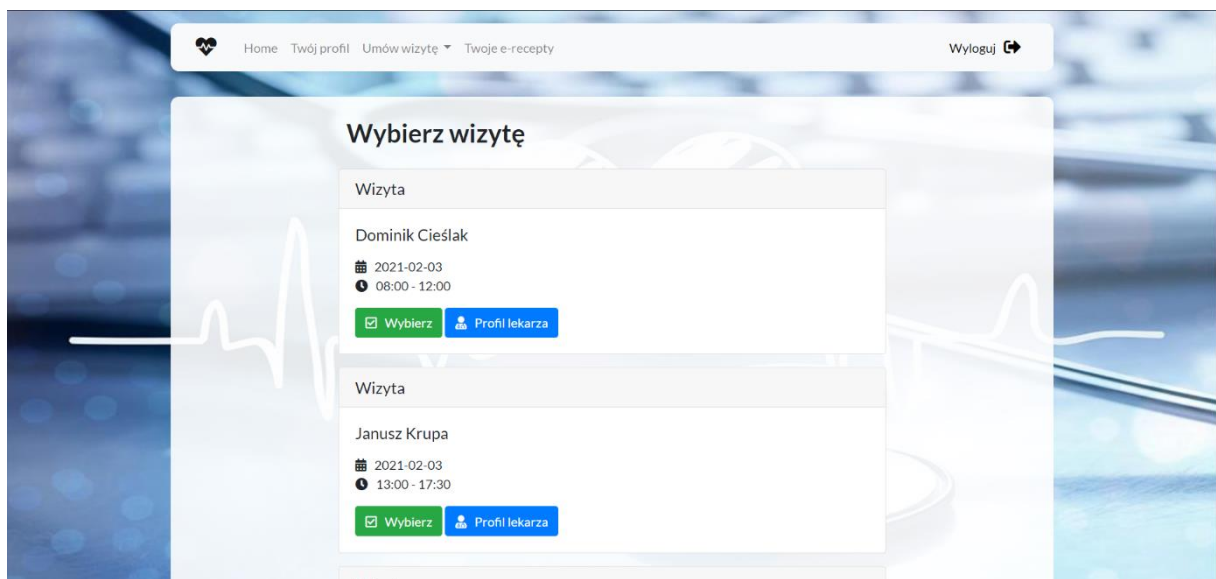 Home Twój profil Umów wizytę Twoje e-recepty Wyloguj
Wybierz wizytę
Wizyta
Dominik Cieślak
2021-02-03
08:00 - 12:00
Wybierz Profil lekarza
Wizyta
Janusz Krupa
2021-02-03
13:00 - 17:30
Wybierz Profil lekarza